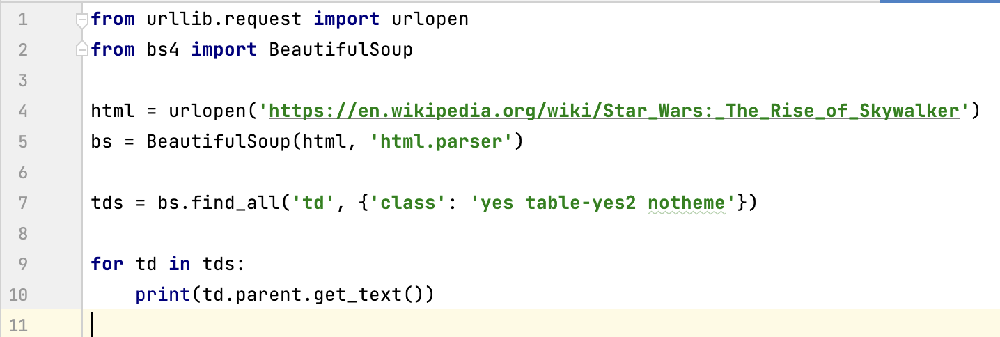 1 from urllib.request import urlopen
2 from bs4 import BeautifulSoup
3
4 html = urlopen('https://en.wikipedia.org/wiki/Star_Wars:_The_Rise_of_Skywalker')
5 bs = BeautifulSoup(html, 'html.parser')
6
7 tds = bs.find_all('td', {'class': 'yes table-yes2 notheme'})
8
9 for td in tds:
10     print(td.parent.get_text())
11